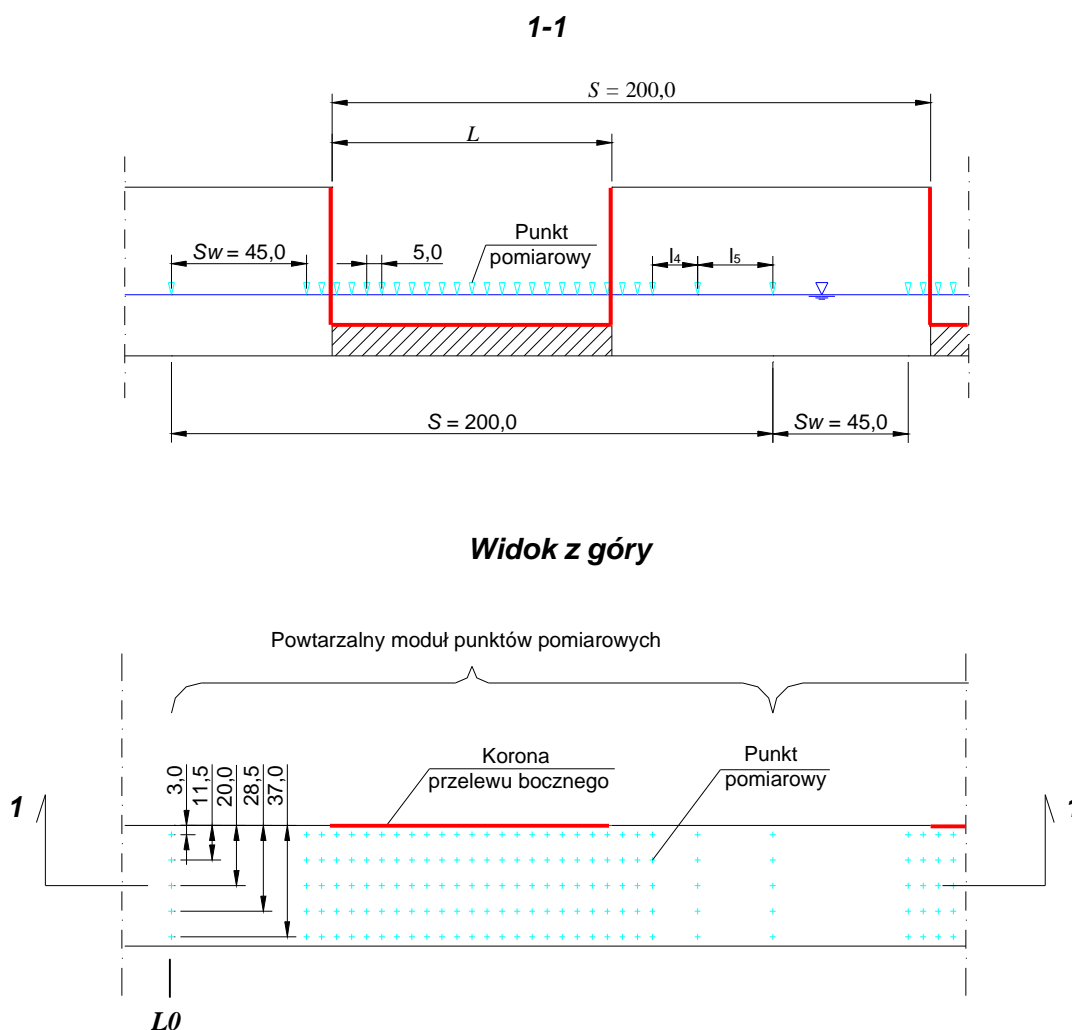 1-1
S = 200,0
L
Sw = 45,0
5,0
Punkt
pomiarowy
l4
l5
S = 200,0
Sw = 45,0
Widok z góry
Powtarzalny moduł punktów pomiarowych
3,0
11,5
20,0
28,5
37,0
Korona
przelewu bocznego
Punkt
pomiarowy
1
1
L0